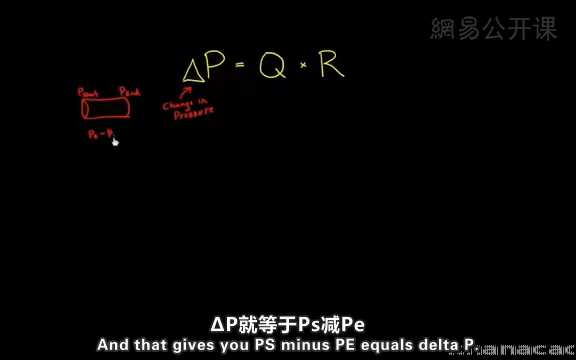 網易公开课
ΔP = Q × R
Pstart Pend
Change in
Pressure
Ps - P
ΔP就等于Ps减Pe
And that gives you PS minus PE equals delta P.